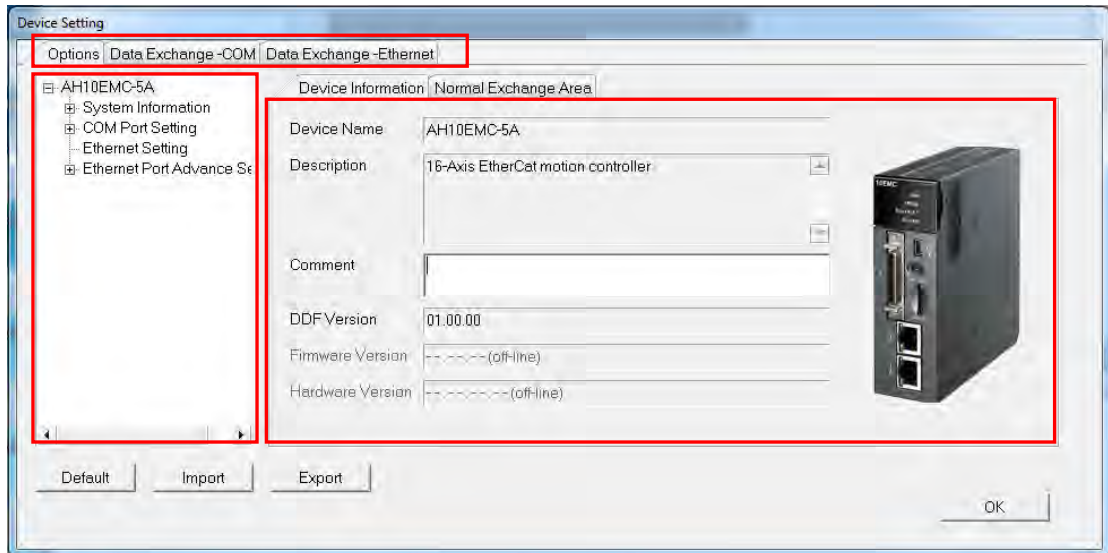 Device Setting
Options Data Exchange -COM Data Exchange -Ethernet
AH10EMC-5A
System Information
COM Port Setting
Ethernet Setting
Ethernet Port Advance Se
Device Information Normal Exchange Area
Device Name AH10EMC-5A
Description 16-Axis EtherCat motion controller
Comment
DDF Version 01.00.00
Firmware Version --.--.--(off-line)
Hardware Version --.--.--.--(off-line)
10EMC
Default Import Export
OK